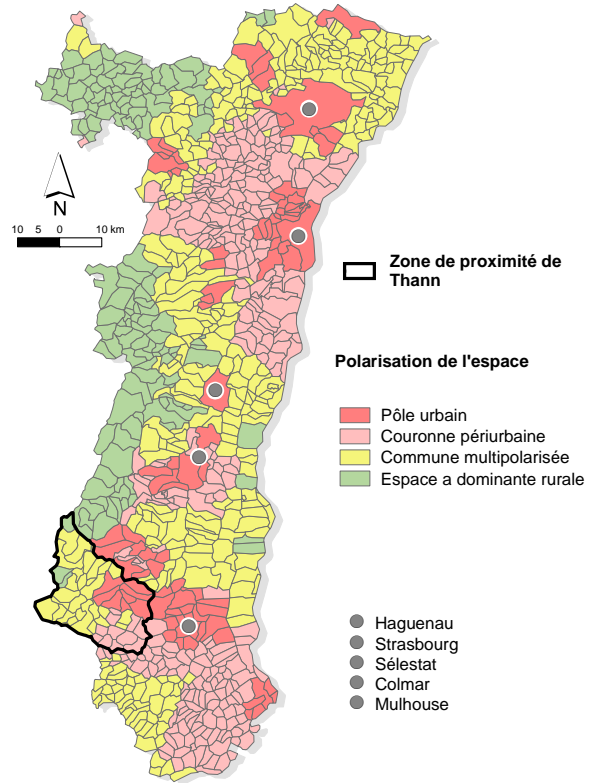 N
10 5 0 10 km
Zone de proximité de
Thann
Polarisation de l'espace
Pôle urbain
Couronne périurbaine
Commune multipolarisée
Espace a dominante rurale
Haguenau
Strasbourg
Sélestat
Colmar
Mulhouse